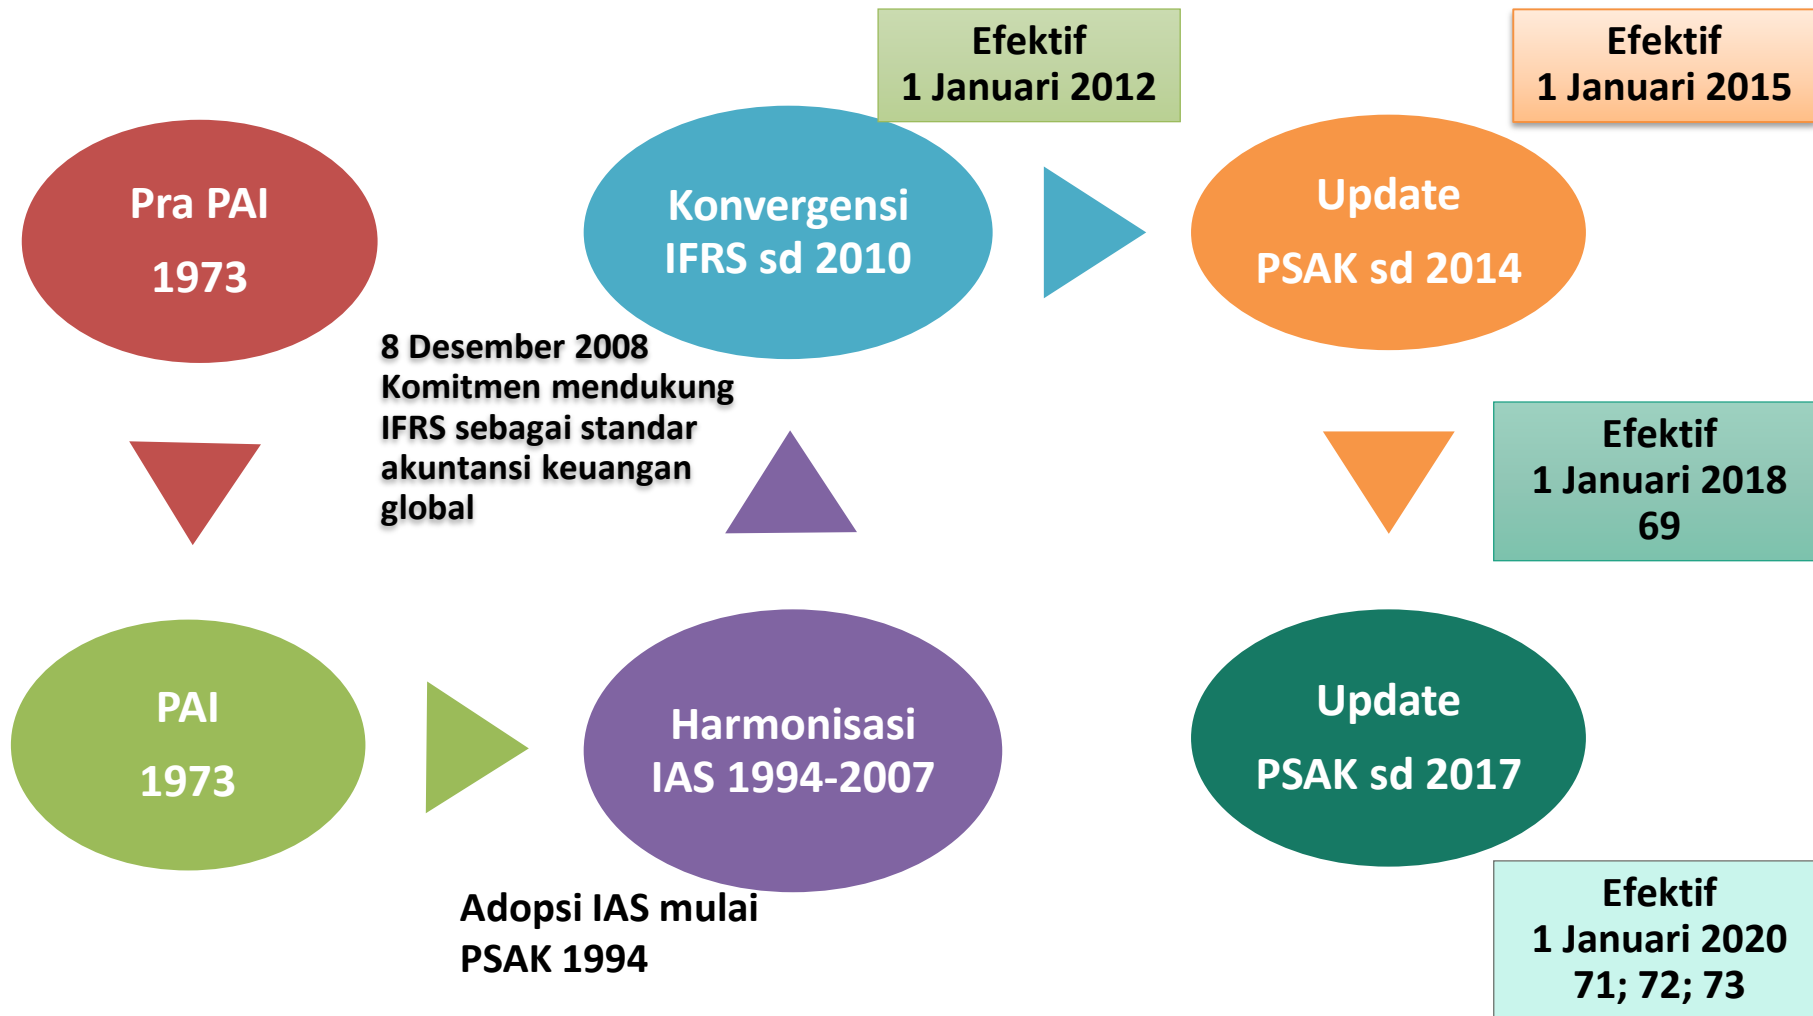 Pra PAI
1973
PAI
1973
Harmonisasi
IAS 1994-2007
Adopsi IAS mulai
PSAK 1994
8 Desember 2008
Komitmen mendukung
IFRS sebagai standar
akuntansi keuangan
global
Konvergensi
IFRS sd 2010
Efektif
1 Januari 2012
Update
PSAK sd 2014
Efektif
1 Januari 2015
Update
PSAK sd 2017
Efektif
1 Januari 2018
69
Efektif
1 Januari 2020
71; 72; 73